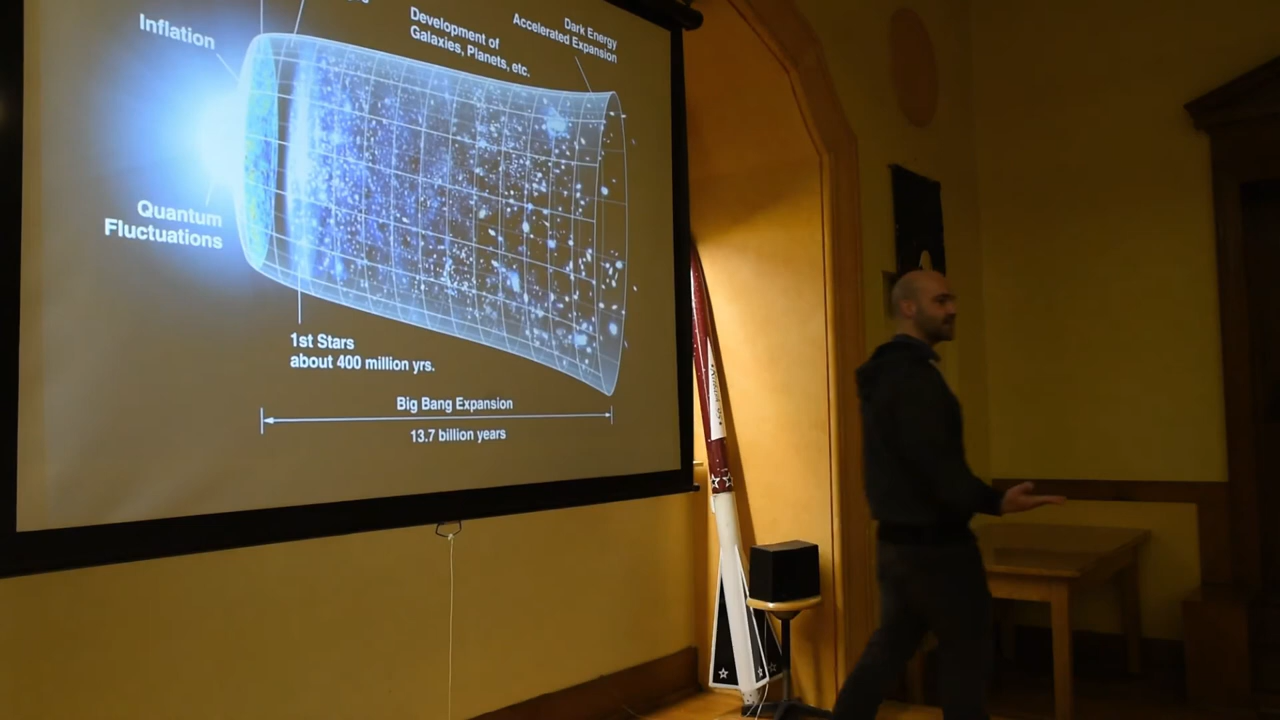 Inflation
Development of
Galaxies, Planets, etc.
Dark Energy
Accelerated Expansion
Quantum
Fluctuations
1st Stars
about 400 million yrs.
Big Bang Expansion
13.7 billion years